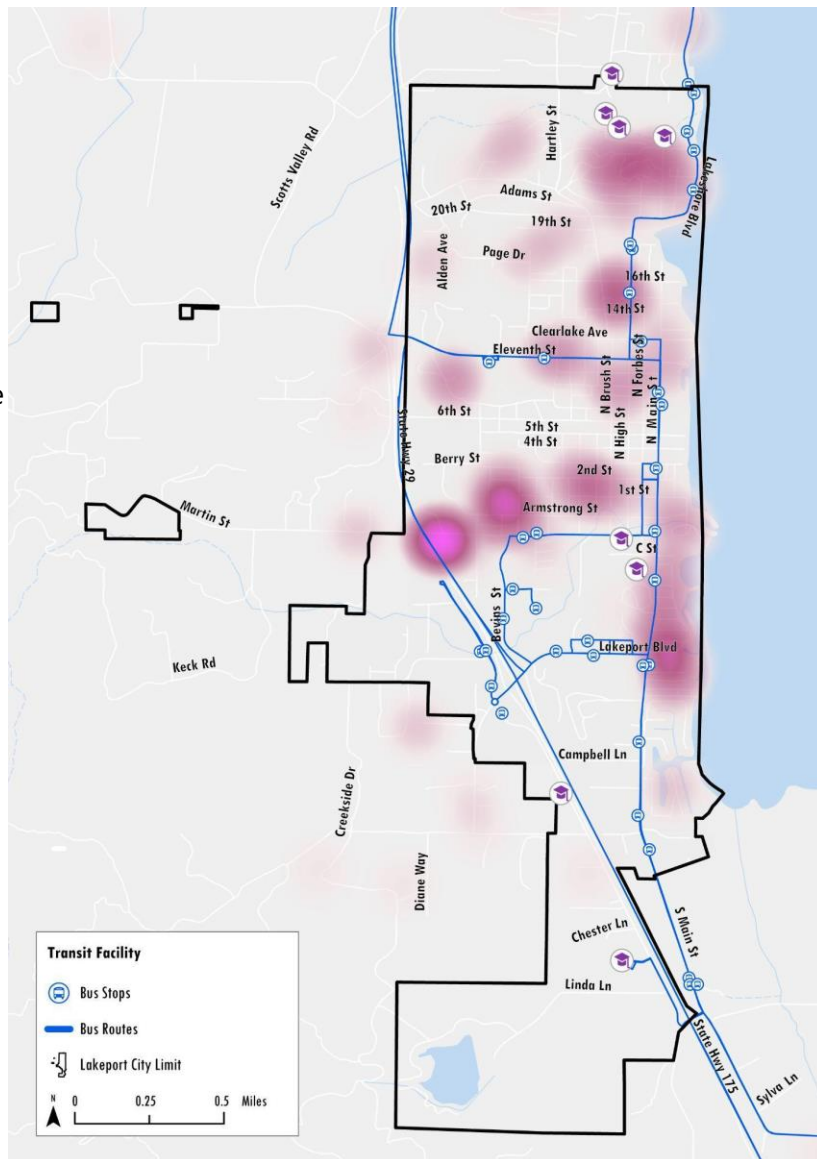 Hartley St
Scotts Valley Rd
Lakeshore Blvd
Adams St
20th St
19th St
Alden Ave
Page Dr
16th St
14th St
Clearlake Ave
Eleventh St
N Brush St
N Forbes St
N Main St
N High St
e
6th St
5th St
4th St
State Hwy 29
Berry St
2nd St
1st St
Martin St
Armstrong St
C St
Bevins St
Lakeport Blvd
Keck Rd
Campbell Ln
Creekside Dr
Diane Way
Chester Ln
S Main St
Linda Ln
State Hwy 175
Sylva Ln
Transit Facility
Bus Stops
Bus Routes
Lakeport City Limit
N
0 0.25 0.5 Miles